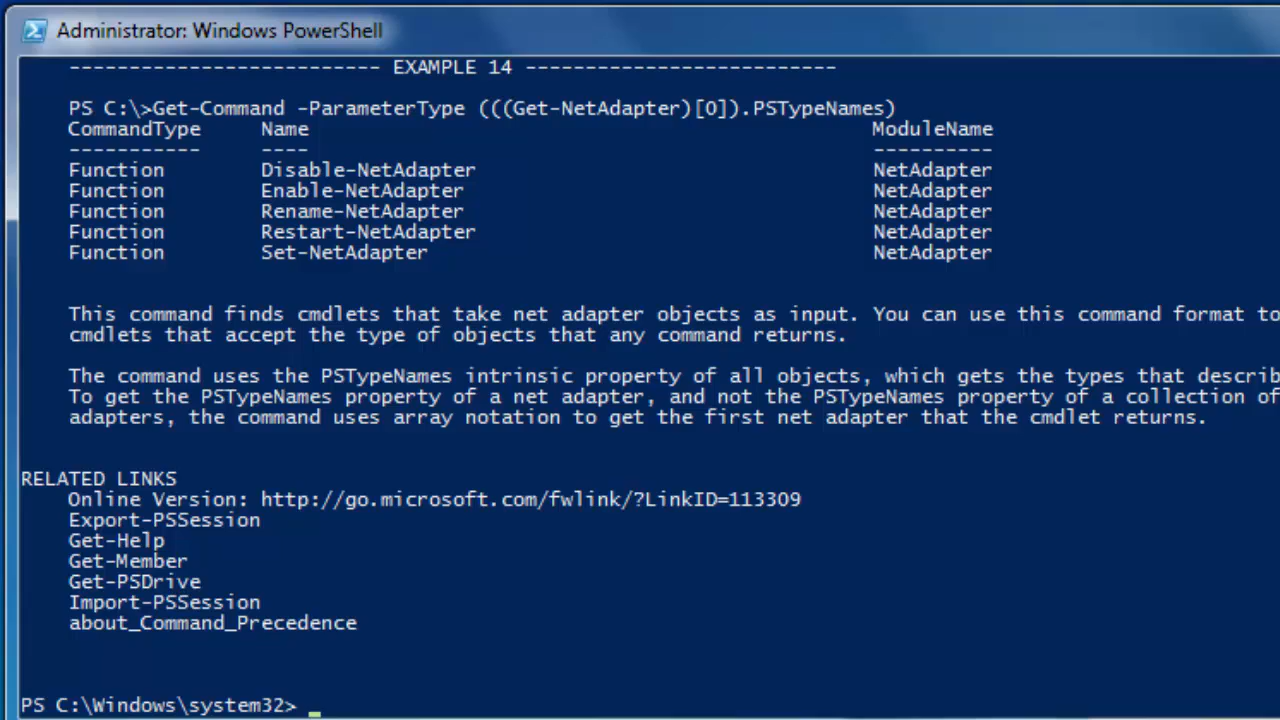 Administrator: Windows PowerShell
-------------------------- EXAMPLE 14 --------------------------
PS C:\>Get-Command -ParameterType (((Get-NetAdapter)[0]).PSTypeNames)
CommandType     Name                                               ModuleName
-----------     ----                                               ----------
Function        Disable-NetAdapter                                 NetAdapter
Function        Enable-NetAdapter                                  NetAdapter
Function        Rename-NetAdapter                                  NetAdapter
Function        Restart-NetAdapter                                 NetAdapter
Function        Set-NetAdapter                                     NetAdapter
This command finds cmdlets that take net adapter objects as input. You can use this command format to
cmdlets that accept the type of objects that any command returns.
The command uses the PSTypeNames intrinsic property of all objects, which gets the types that describ
To get the PSTypeNames property of a net adapter, and not the PSTypeNames property of a collection of
adapters, the command uses array notation to get the first net adapter that the cmdlet returns.
RELATED LINKS
Online Version: http://go.microsoft.com/fwlink/?LinkID=113309
Export-PSSession
Get-Help
Get-Member
Get-PSDrive
Import-PSSession
about_Command_Precedence
PS C:\Windows\system32> _